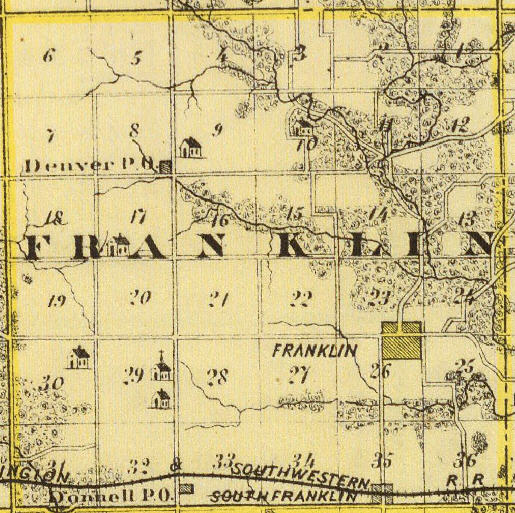 6 5 4 3 2 1
7 8 9 10 11 12
Denver P.O.
18 17 16 15 14 13
FRANKLIN
19 20 21 22 23 24
FRANKLIN
30 29 28 27 26 25
31 32 33 34 35 36
INGTON & SOUTHWESTERN R R
Donnell P.O. SOUTH FRANKLIN